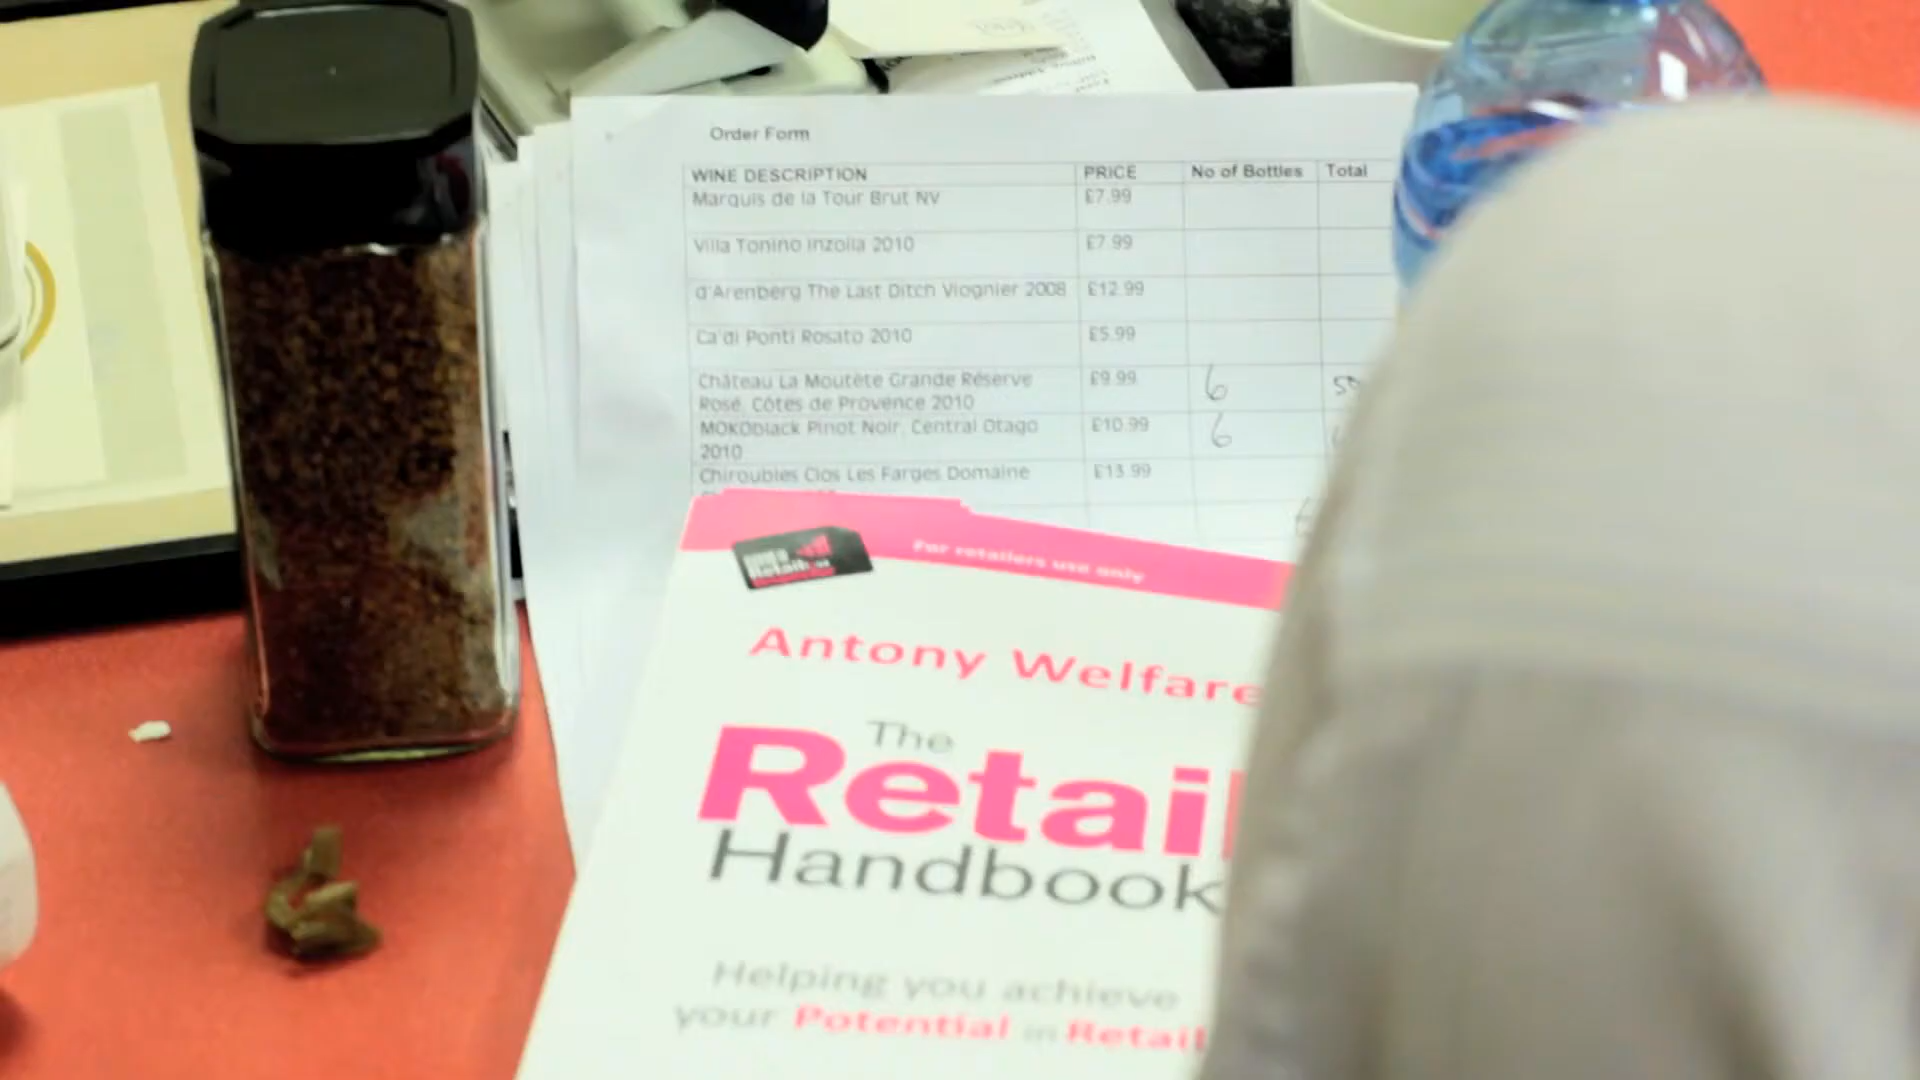 Order Form
WINE DESCRIPTION PRICE No of Bottles Total
Marquis de la Tour Brut NV £7.99
Villa Tonino Inzolia 2010 £7.99
d'Arenberg The Last Ditch Viognier 2008 £12.99
Ca'di Ponti Rosato 2010 £5.99
Château La Moutète Grande Réserve £9.99 6
Rosé, Côtes de Provence 2010
MOKOblack Pinot Noir, Central Otago £10.99 6
2010
Chiroubles Clos Les Farges Domaine £13.99
For retailers use only
Antony Welfare
The
Retail
Handbook
Helping you achieve
your Potential in Retail